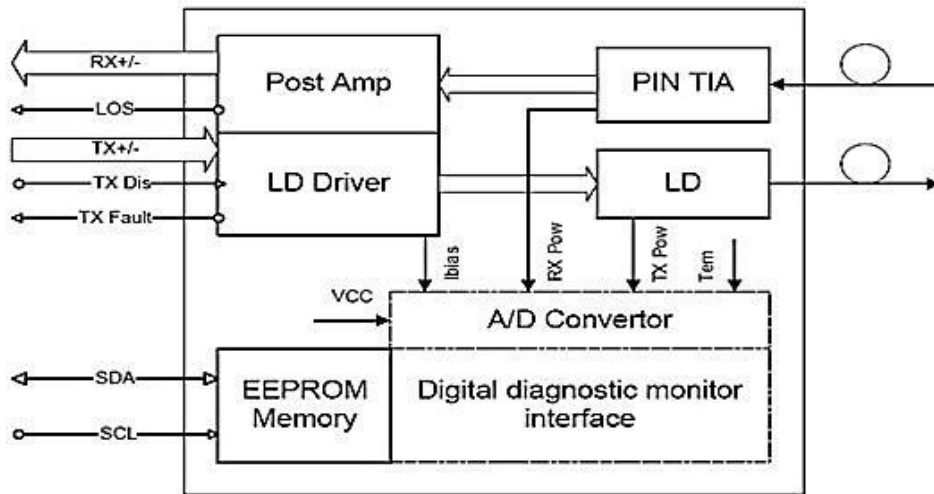 RX+/-
Post Amp
PIN TIA
LOS
TX+/-
TX Dis
LD Driver
LD
TX Fault
Ibias
RX Pow
TX Pow
Tem
VCC
A/D Convertor
SDA
EEPROM
Memory
Digital diagnostic monitor
interface
SCL